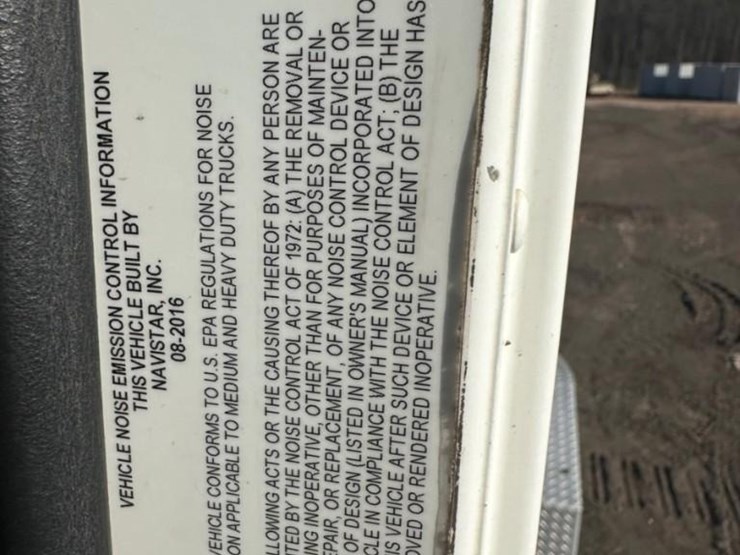 VEHICLE NOISE EMISSION CONTROL INFORMATION
THIS VEHICLE BUILT BY
NAVISTAR, INC.
08-2016
VEHICLE CONFORMS TO U.S. EPA REGULATIONS FOR NOISE
ON APPLICABLE TO MEDIUM AND HEAVY DUTY TRUCKS.
LLOWING ACTS OR THE CAUSING THEREOF BY ANY PERSON ARE
TED BY THE NOISE CONTROL ACT OF 1972: (A) THE REMOVAL OR
NG INOPERATIVE, OTHER THAN FOR PURPOSES OF MAINTEN-
PAIR, OR REPLACEMENT, OF ANY NOISE CONTROL DEVICE OR
OF DESIGN (LISTED IN OWNER'S MANUAL) INCORPORATED INTO
CLE IN COMPLIANCE WITH THE NOISE CONTROL ACT; (B) THE
IS VEHICLE AFTER SUCH DEVICE OR ELEMENT OF DESIGN HAS
OVED OR RENDERED INOPERATIVE.